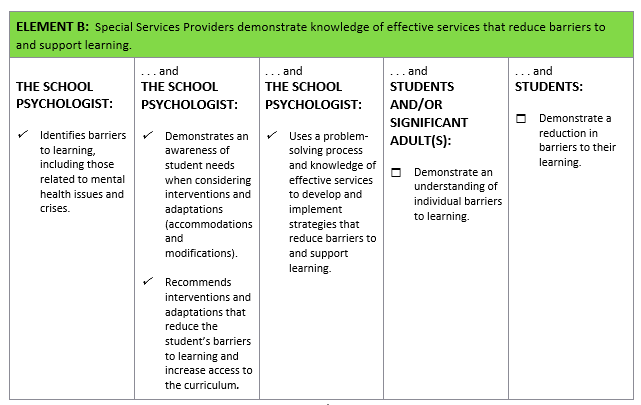 ELEMENT B: Special Services Providers demonstrate knowledge of effective services that reduce barriers to
and support learning.
THE SCHOOL
PSYCHOLOGIST:
✓ Identifies barriers
to learning,
including those
related to mental
health issues and
crises.
. . . and
THE SCHOOL
PSYCHOLOGIST:
✓ Demonstrates an
awareness of
student needs
when considering
interventions and
adaptations
(accommodations
and
modifications).
✓ Recommends
interventions and
adaptations that
reduce the
student’s barriers
to learning and
increase access to
the curriculum.
. . . and
THE SCHOOL
PSYCHOLOGIST:
✓ Uses a problem-
solving process
and knowledge of
effective services
to develop and
implement
strategies that
reduce barriers to
and support
learning.
. . . and
STUDENTS
AND/OR
SIGNIFICANT
ADULT(S):
☐ Demonstrate an
understanding of
individual barriers
to learning.
. . . and
STUDENTS:
☐ Demonstrate a
reduction in
barriers to their
learning.